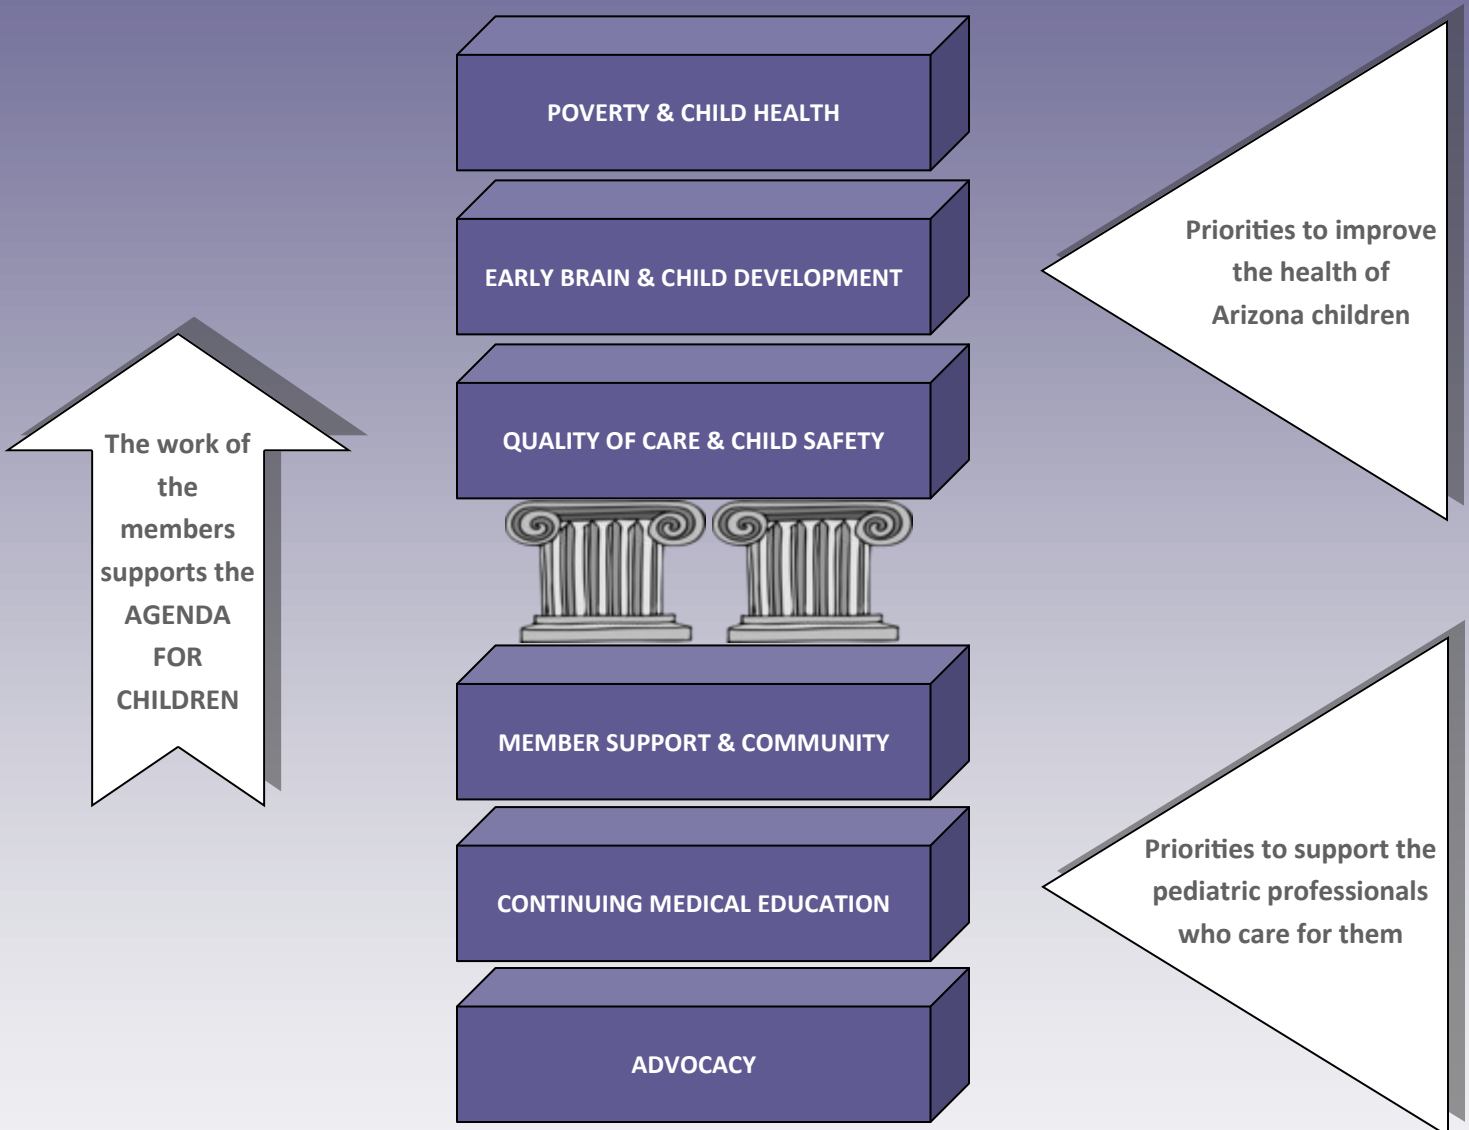 POVERTY & CHILD HEALTH
EARLY BRAIN & CHILD DEVELOPMENT
QUALITY OF CARE & CHILD SAFETY
Priorities to improve
the health of
Arizona children
The work of
the
members
supports the
AGENDA
FOR
CHILDREN
MEMBER SUPPORT & COMMUNITY
CONTINUING MEDICAL EDUCATION
ADVOCACY
Priorities to support the
pediatric professionals
who care for them